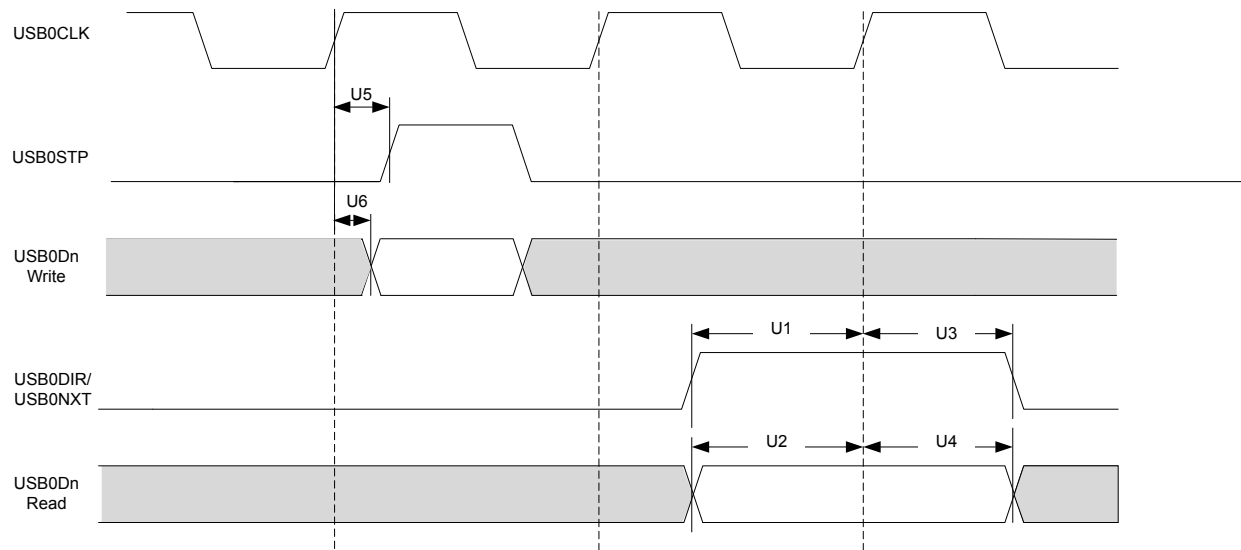 USB0CLK
U5
USB0STP
U6
USB0Dn
Write
U1
U3
USB0DIR/
USB0NXT
U2
U4
USB0Dn
Read